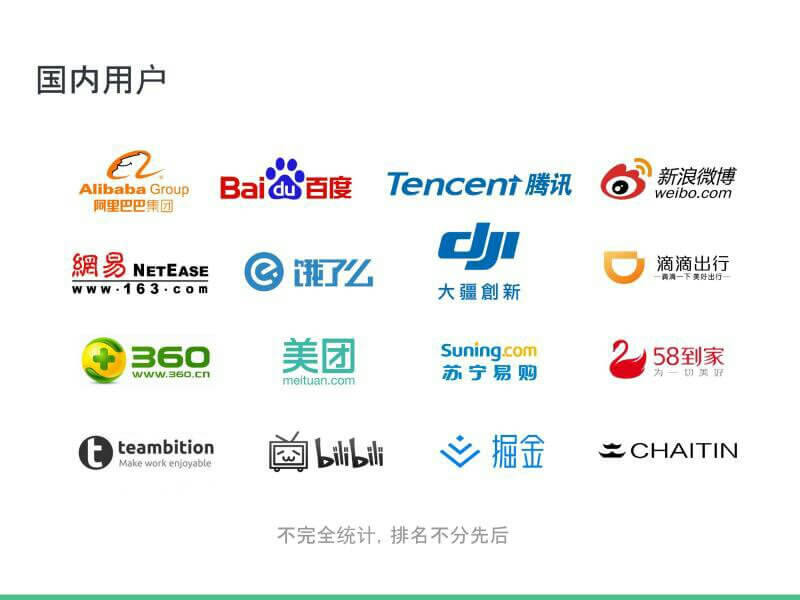 国内用户
Alibaba Group
阿里巴巴集团
Bai du 百度
Tencent 腾讯
新浪微博
weibo.com
網易 NETEASE
www.163.com
饿了么
dji
大疆創新
滴滴出行
滴滴一下 美好出行
360
www.360.cn
美团
meituan.com
Suning.com
苏宁易购
58到家
为一切美好
t teambition
Make work enjoyable
bilibili
掘金
CHAITIN
不完全统计, 排名不分先后